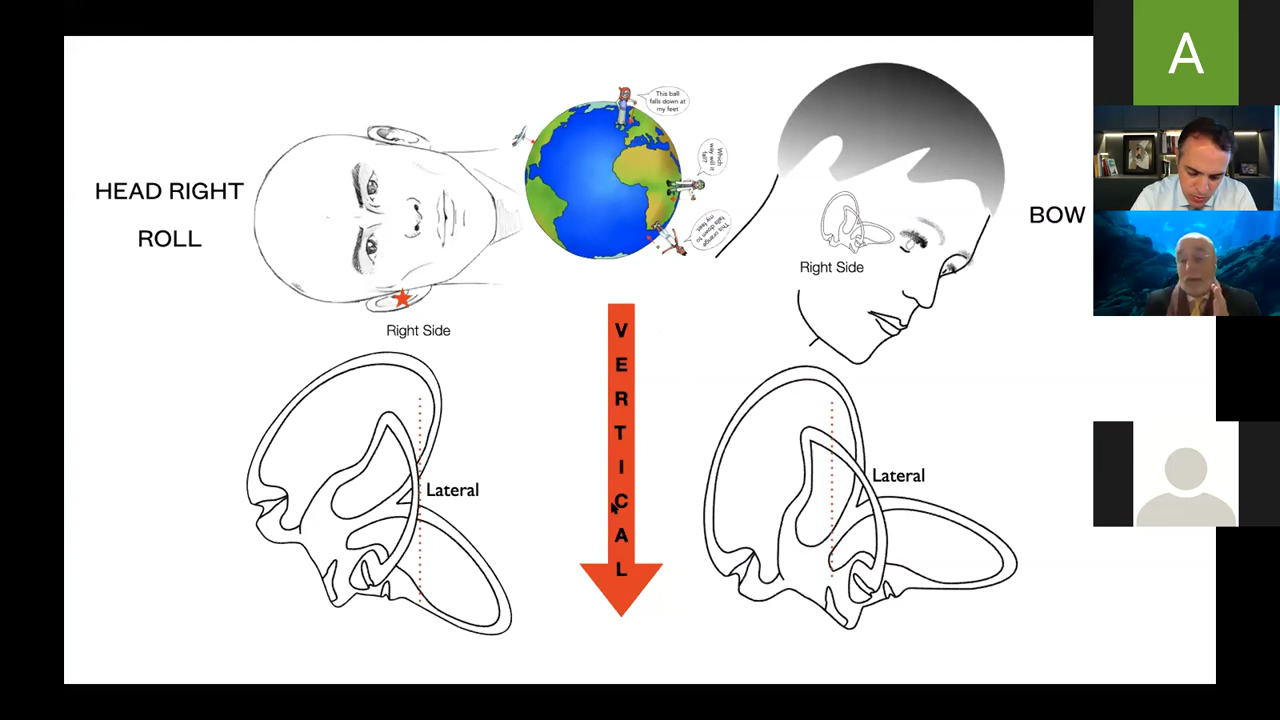 A
This ball
falls down at
my feet
Which
way will it
fall?
This orange
falls down to
my feet.
HEAD RIGHT
ROLL
BOW
Right Side
Right Side
VERTICAL
Lateral
Lateral